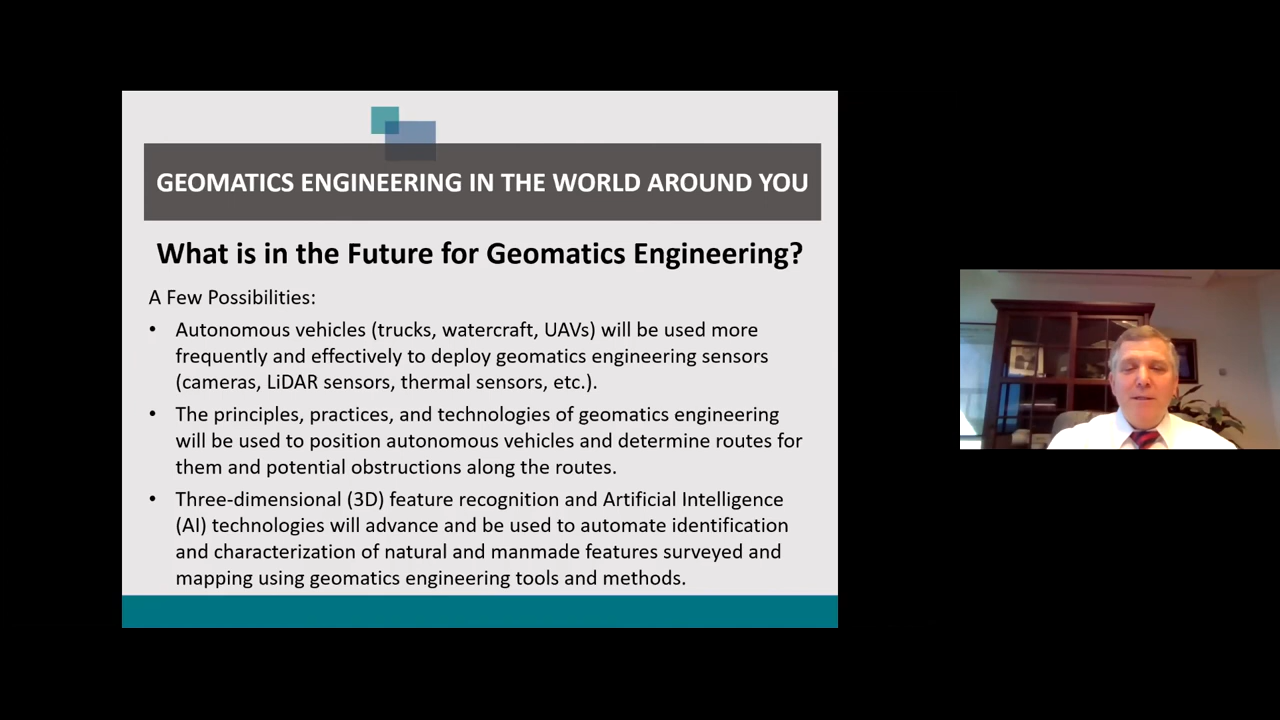 GEOMATICS ENGINEERING IN THE WORLD AROUND YOU
What is in the Future for Geomatics Engineering?
A Few Possibilities:
• Autonomous vehicles (trucks, watercraft, UAVs) will be used more
frequently and effectively to deploy geomatics engineering sensors
(cameras, LiDAR sensors, thermal sensors, etc.).
• The principles, practices, and technologies of geomatics engineering
will be used to position autonomous vehicles and determine routes for
them and potential obstructions along the routes.
• Three-dimensional (3D) feature recognition and Artificial Intelligence
(AI) technologies will advance and be used to automate identification
and characterization of natural and manmade features surveyed and
mapping using geomatics engineering tools and methods.